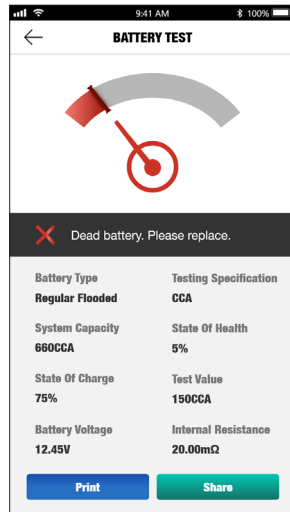 9:41 AM
100%
BATTERY TEST
Dead battery. Please replace.
Battery Type
Regular Flooded
Testing Specification
CCA
System Capacity
660CCA
State Of Health
5%
State Of Charge
75%
Test Value
150CCA
Battery Voltage
12.45V
Internal Resistance
20.00mΩ
Print
Share